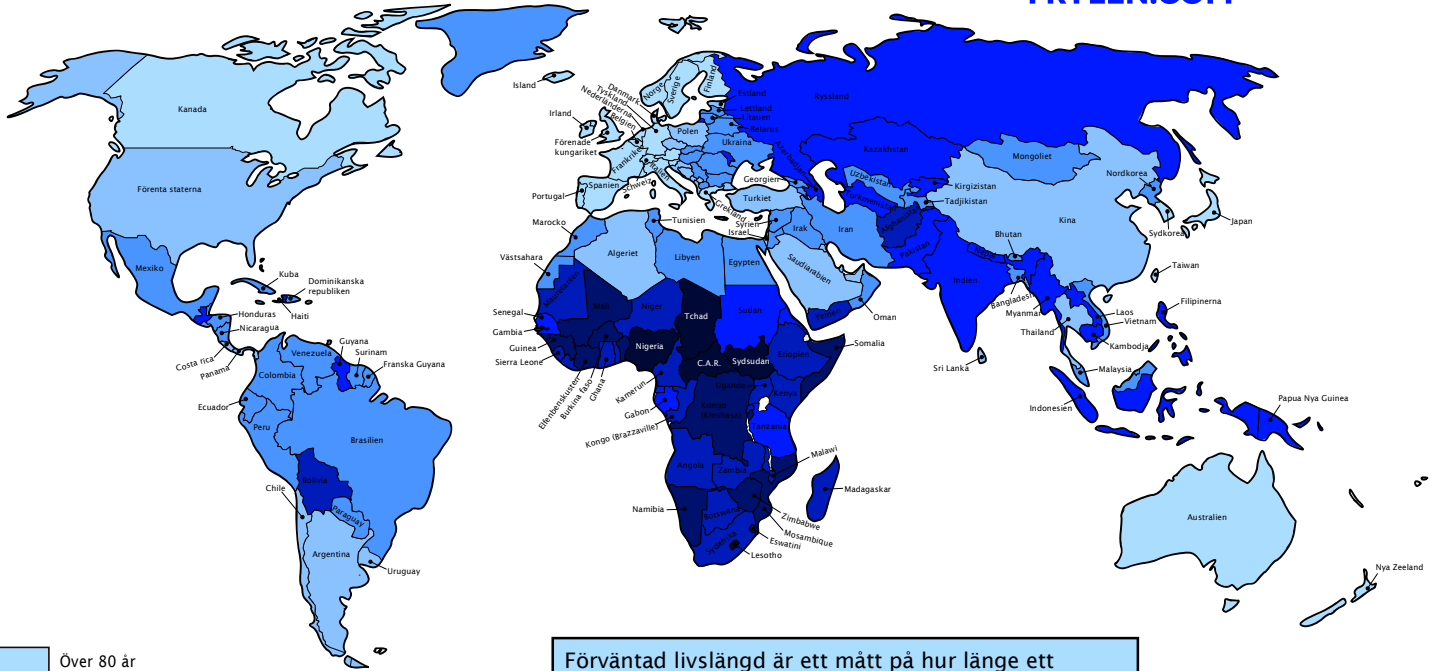 Island
Norge
Sverige
Finland
Danmark
Tyskland
Nederländerna
Belgien
Irland
Förenade
kungariket
Frankrike
Portugal
Spanien
Schweiz
Italien
Grekland
Polen
Estland
Lettland
Litauen
Belarus
Ukraina
Ryssland
Kanada
Förenta staterna
Mexiko
Kuba
Dominikanska
republiken
Haiti
Honduras
Nicaragua
Costa rica
Panama
Venezuela
Guyana
Surinam
Franska Guyana
Colombia
Ecuador
Peru
Brasilien
Bolivia
Paraguay
Chile
Argentina
Uruguay
Marocko
Västsahara
Algeriet
Tunisien
Libyen
Egypten
Mauretanien
Mali
Niger
Tchad
Sudan
Senegal
Gambia
Guinea
Sierra Leone
Elfenbenskusten
Burkina faso
Ghana
Nigeria
Kamerun
Gabon
Kongo (Brazzaville)
C.A.R.
Sydsudan
Etiopien
Somalia
Uganda
Kenya
Kongo
(Kinshasa)
Tanzania
Angola
Zambia
Malawi
Namibia
Botswana
Zimbabwe
Mosambique
Eswatini
Lesotho
Sydafrika
Madagaskar
Georgien
Azerbadjan
Turkiet
Syrien
Israel
Irak
Iran
Saudiarabien
Yemen
Oman
Kazakhstan
Uzbekistan
Turkmenistan
Kirgizistan
Tadjikistan
Afghanistan
Pakistan
Indien
Nepal
Bhutan
Bangladesh
Myanmar
Sri Lanka
Mongoliet
Kina
Nordkorea
Sydkorea
Japan
Taiwan
Filipinerna
Laos
Vietnam
Thailand
Kambodja
Malaysia
Indonesien
Papua Nya Guinea
Australien
Nya Zeeland
Över 80 år
Förväntad livslängd är ett mått på hur länge ett